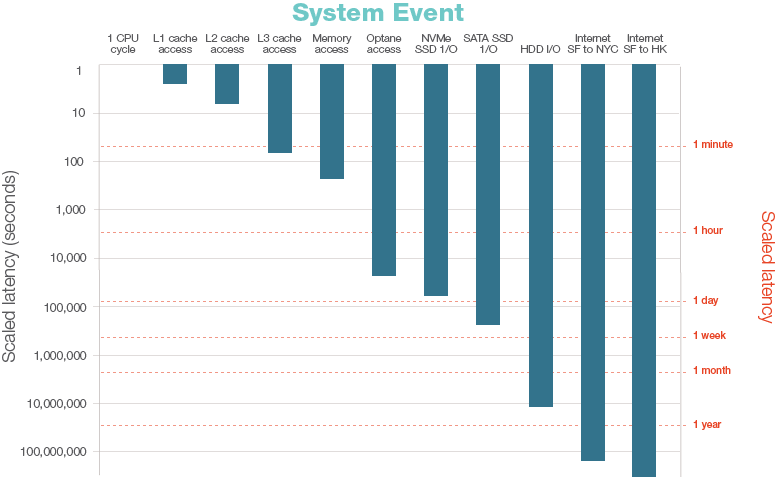 System Event
1 CPU
cycle
L1 cache
access
L2 cache
access
L3 cache
access
Memory
access
Optane
access
NVMe
SSD 1/O
SATA SSD
1/O
HDD I/O
Internet
SF to NYC
Internet
SF to HK
Scaled latency (seconds)
1
10
100
1,000
10,000
100,000
1,000,000
10,000,000
100,000,000
1 minute
1 hour
1 day
1 week
1 month
1 year
Scaled latency